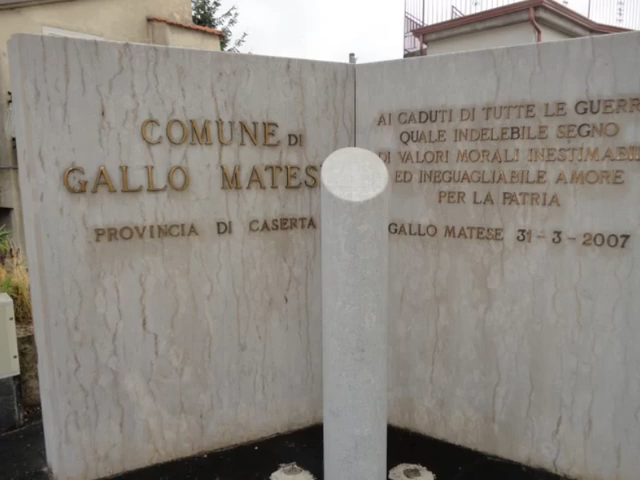 COMUNE DI
GALLO MATESE
PROVINCIA DI CASERTA
AI CADUTI DI TUTTE LE GUERRE
QUALE INDELEBILE SEGNO
DI VALORI MORALI INESTIMABILI
ED INEGUAGLIABILE AMORE
PER LA PATRIA
GALLO MATESE 31-3-2007